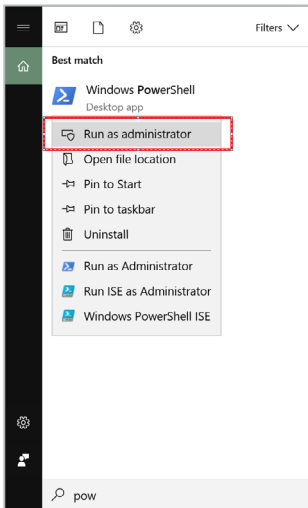 Filters
Best match
Windows PowerShell
Desktop app
Run as administrator
Open file location
Pin to Start
Pin to taskbar
Uninstall
Run as Administrator
Run ISE as Administrator
Windows PowerShell ISE
pow